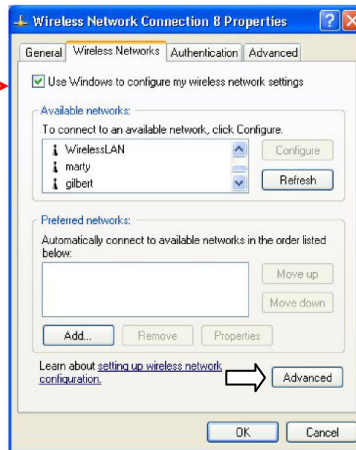 Wireless Network Connection 8 Properties
General Wireless Networks Authentication Advanced
Use Windows to configure my wireless network settings
Available networks:
To connect to an available network, click Configure.
WirelessLAN
marty
gilbert
Configure
Refresh
Preferred networks:
Automatically connect to available networks in the order listed
below:
Move up
Move down
Add... Remove Properties
Learn about setting up wireless network
configuration.
Advanced
OK Cancel